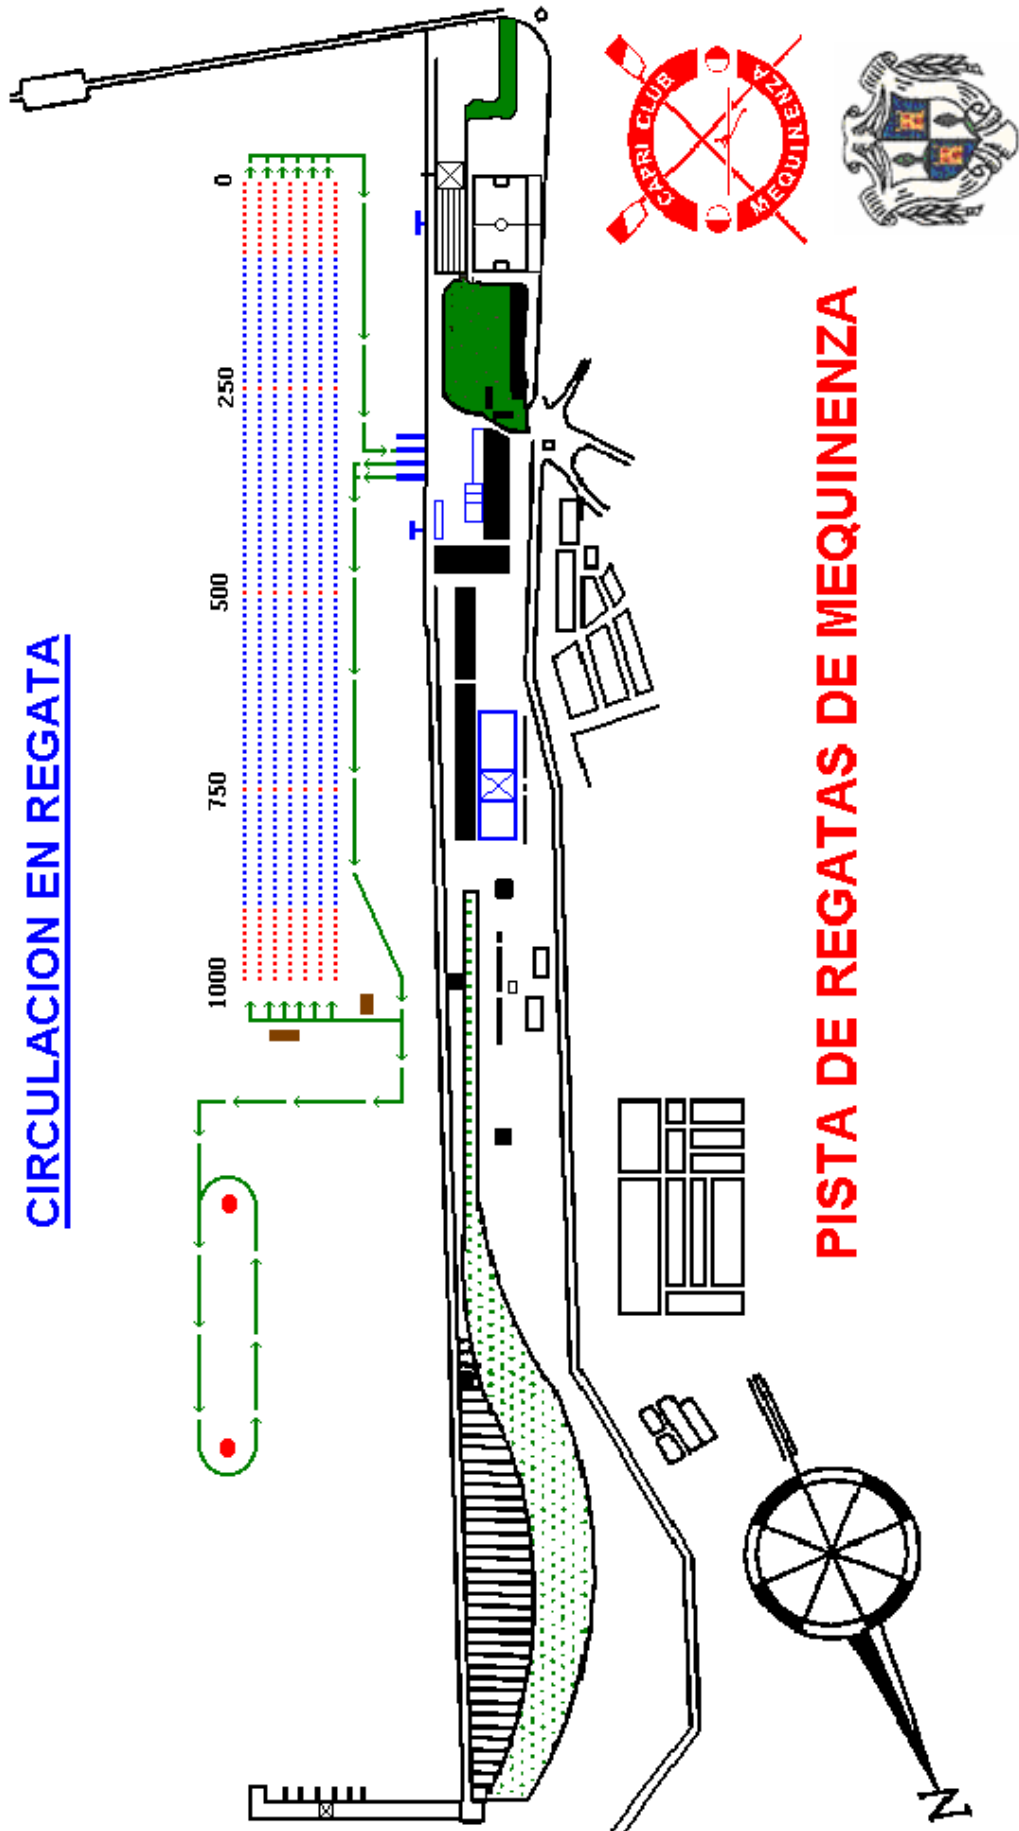 CIRCULACION EN REGATA
0
250
500
750
1000
CAPRI CLUB
MEQUINENZA
PISTA DE REGATAS DE MEQUINENZA
N